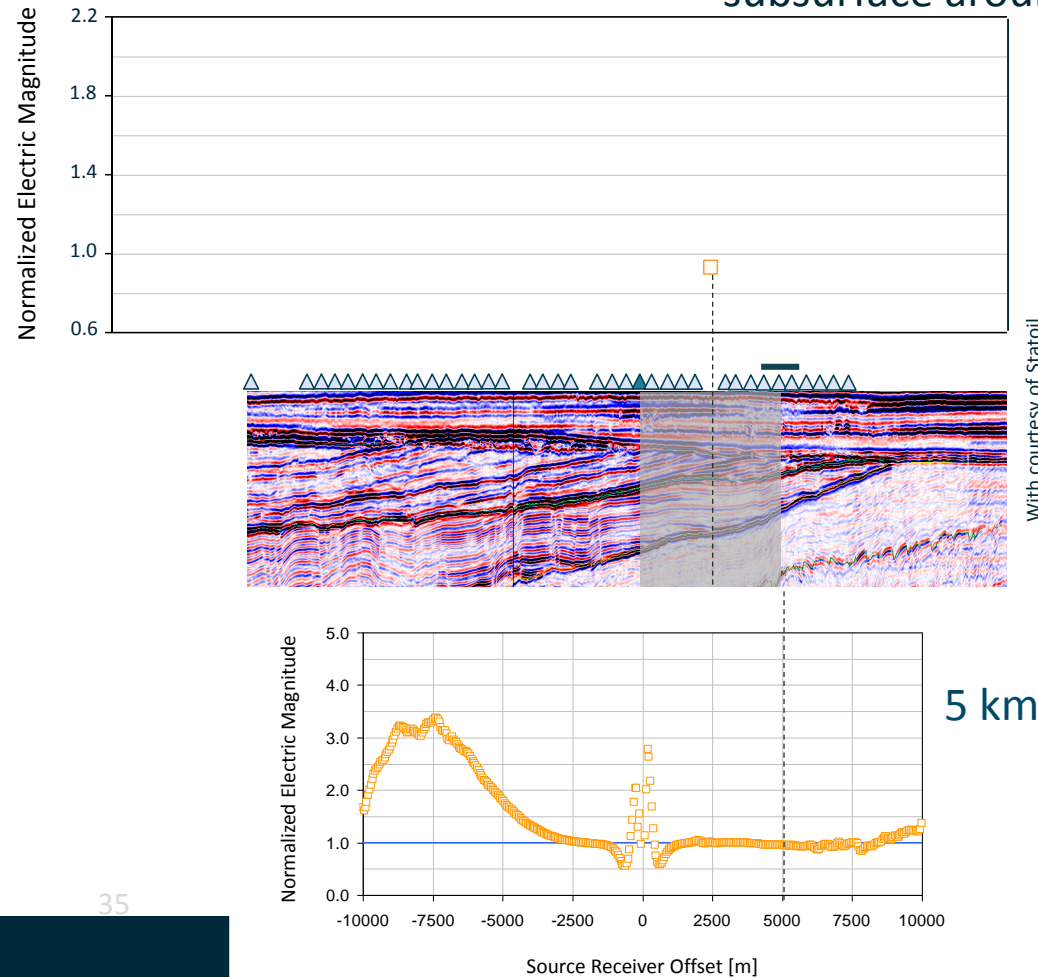 subsurface arou
Normalized Electric Magnitude
2.2
1.8
1.4
1.0
0.6
With courtesy of Statoil
Normalized Electric Magnitude
5.0
4.0
3.0
2.0
1.0
0.0
5 km
-10000 -7500 -5000 -2500 0 2500 5000 7500 10000
Source Receiver Offset [m]
35